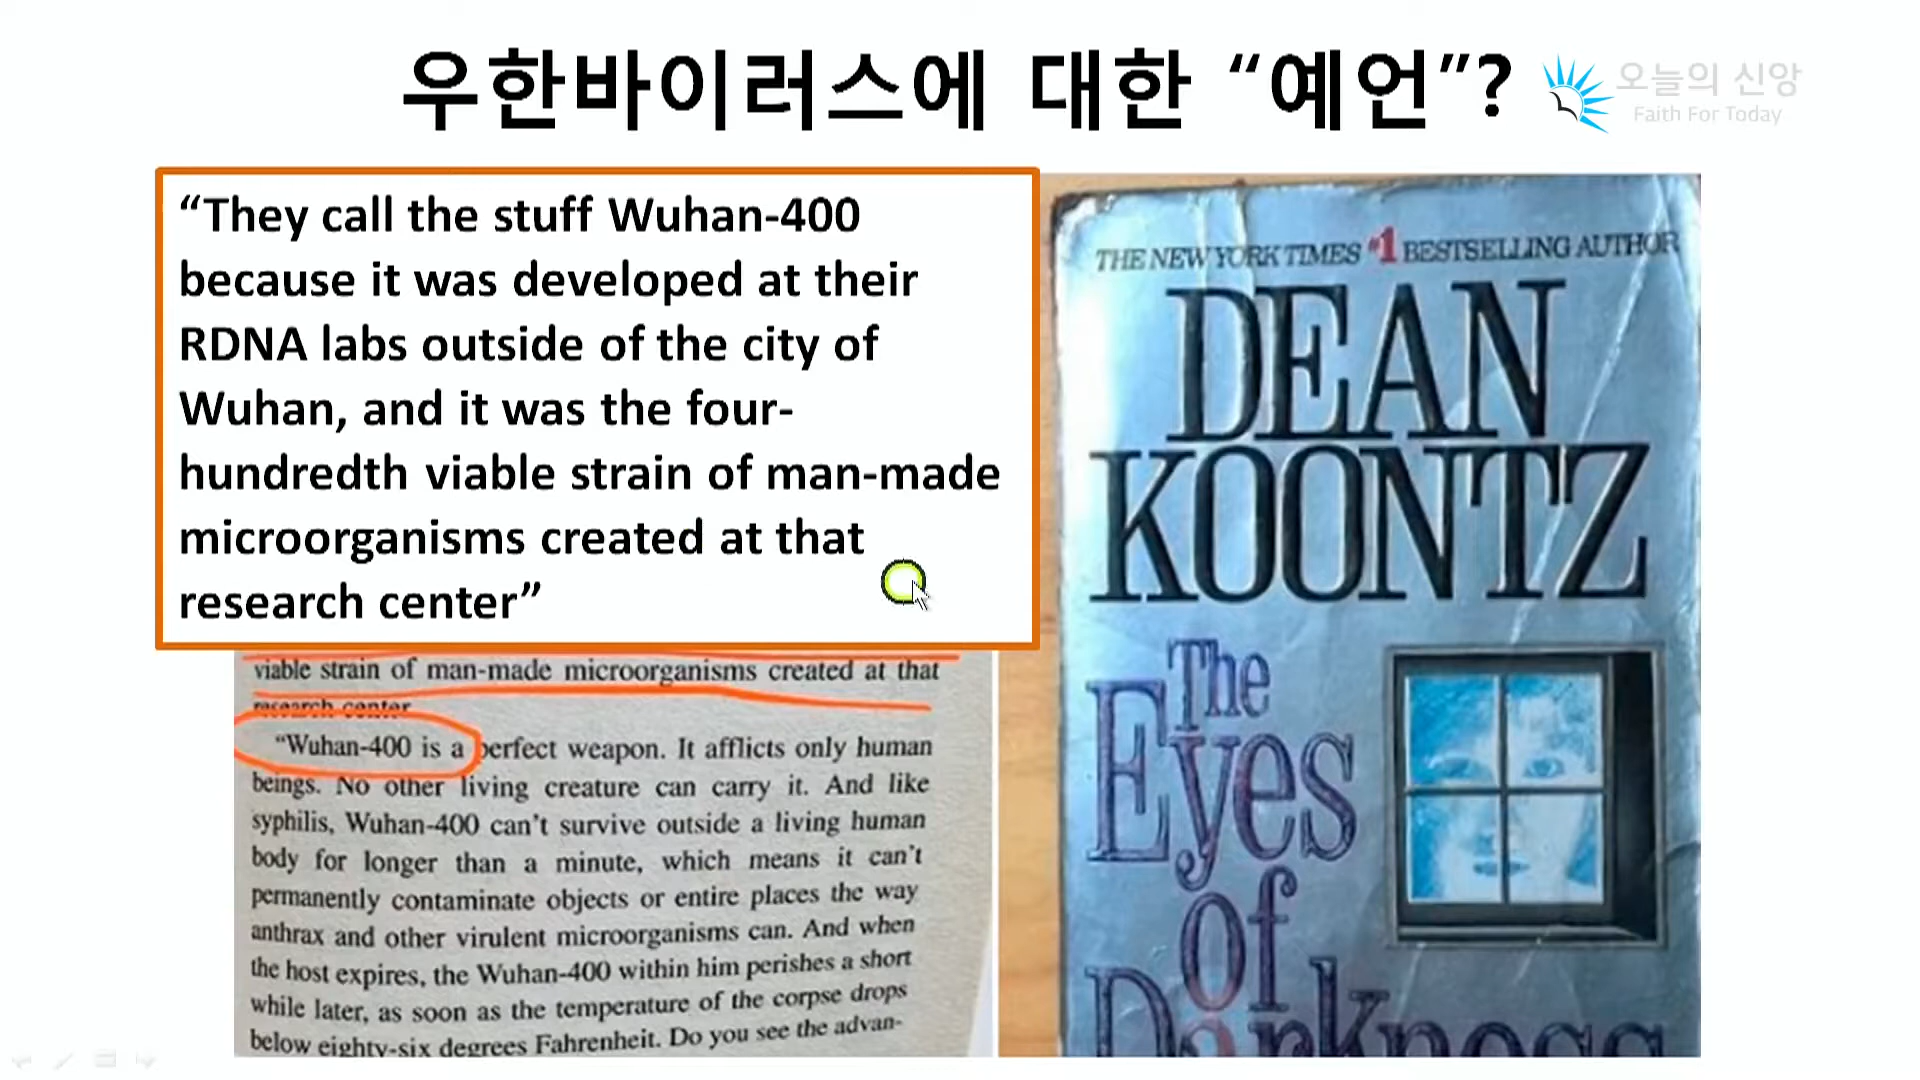 우한바이러스에 대한 “예언”?
오늘의 신앙
Faith For Today
“They call the stuff Wuhan-400
because it was developed at their
RDNA labs outside of the city of
Wuhan, and it was the four-
hundredth viable strain of man-made
microorganisms created at that
research center”
viable strain of man-made microorganisms created at that
research center
“Wuhan-400 is a perfect weapon. It afflicts only human
beings. No other living creature can carry it. And like
syphilis, Wuhan-400 can't survive outside a living human
body for longer than a minute, which means it can't
permanently contaminate objects or entire places the way
anthrax and other virulent microorganisms can. And when
the host expires, the Wuhan-400 within him perishes a short
while later, as soon as the temperature of the corpse drops
below eighty-six degrees Fahrenheit. Do you see the advan-
THE NEW YORK TIMES #1 BESTSELLING AUTHOR
DEAN
KOONTZ
The
Eyes
of
Darkness